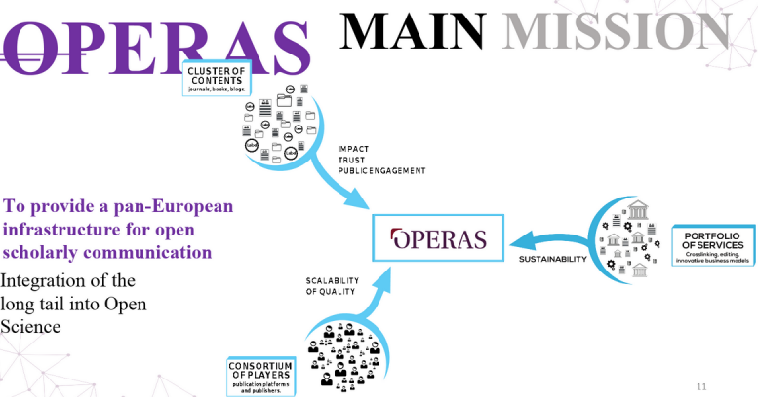 OPERAS MAIN MISSION
CLUSTER OF
CONTENTS
journals, books, blogs.
IMPACT
TRUST
PUBLIC ENGAGEMENT
To provide a pan-European
infrastructure for open
scholarly communication
Integration of the
long tail into Open
Science
OPERAS
SUSTAINABILITY
PORTFOLIO
OF SERVICES
Crosslinking, editing,
innovative business models
SCALABILITY
OF QUALITY
CONSORTIUM
OF PLAYERS
publication platforms
and publishers.
11